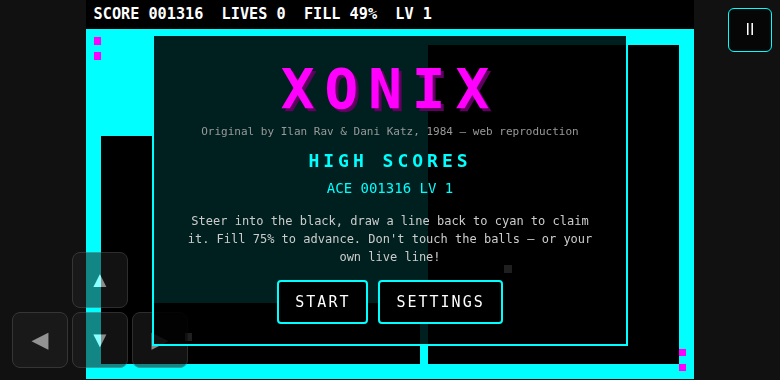 SCORE 001316  LIVES 0  FILL 49%  LV 1
XONIX
Original by Ilan Rav & Dani Katz, 1984 — web reproduction
HIGH SCORES
ACE 001316 LV 1
Steer into the black, draw a line back to cyan to claim
it. Fill 75% to advance. Don't touch the balls — or your
own live line!
START
SETTINGS